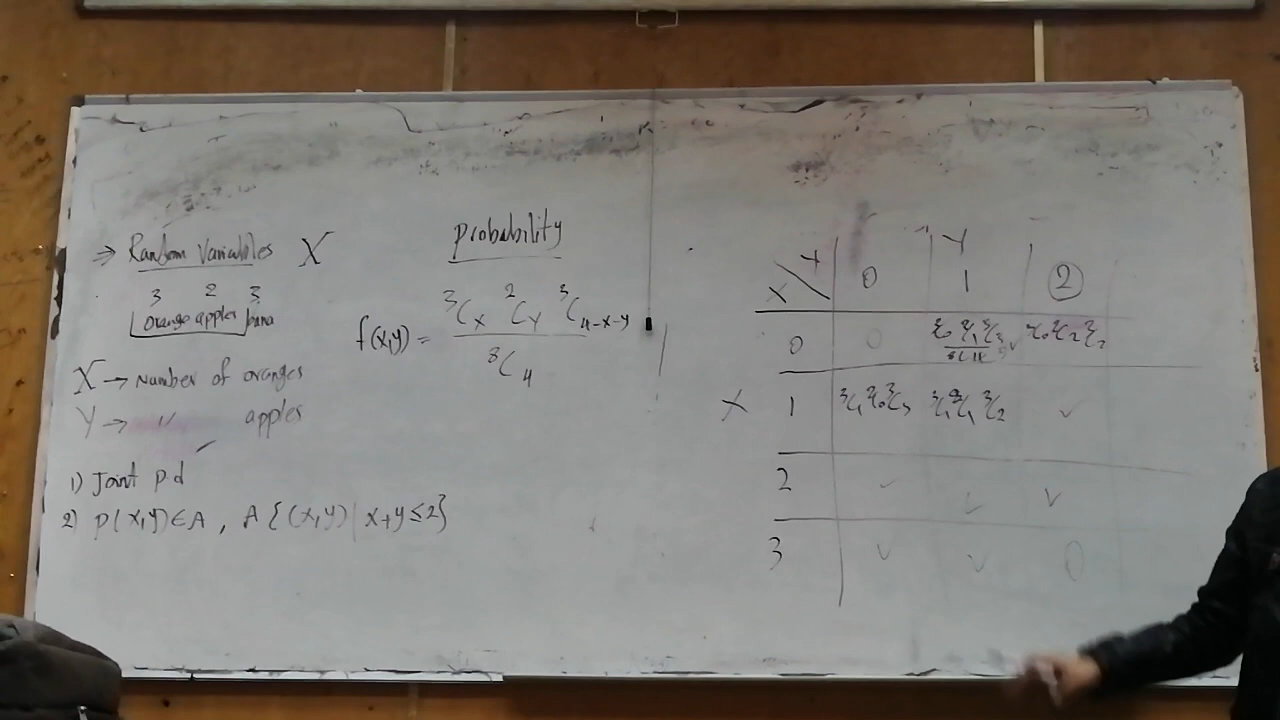 ⇒ Random Variables X
3 2 3
orange apples bana
X → Number of oranges
Y → '' apples
1) Joint p d
2) P(x,y) ∈ A , A {(x,y) | x+y ≤ 2}
probability
f(x,y) = ³Cx ²Cy ³C4-x-y / ⁸C4
Y
X \ Y 0 1 2
0 0 ³C0 ²C1 ³C3 / 8C4 ✓ ³C0 ²C2 ³C2
X 1 ³C1 ²C0 ³C3 ³C1 ²C1 ³C2 ✓
2 ✓ ✓ ✓
3 ✓ ✓ 0